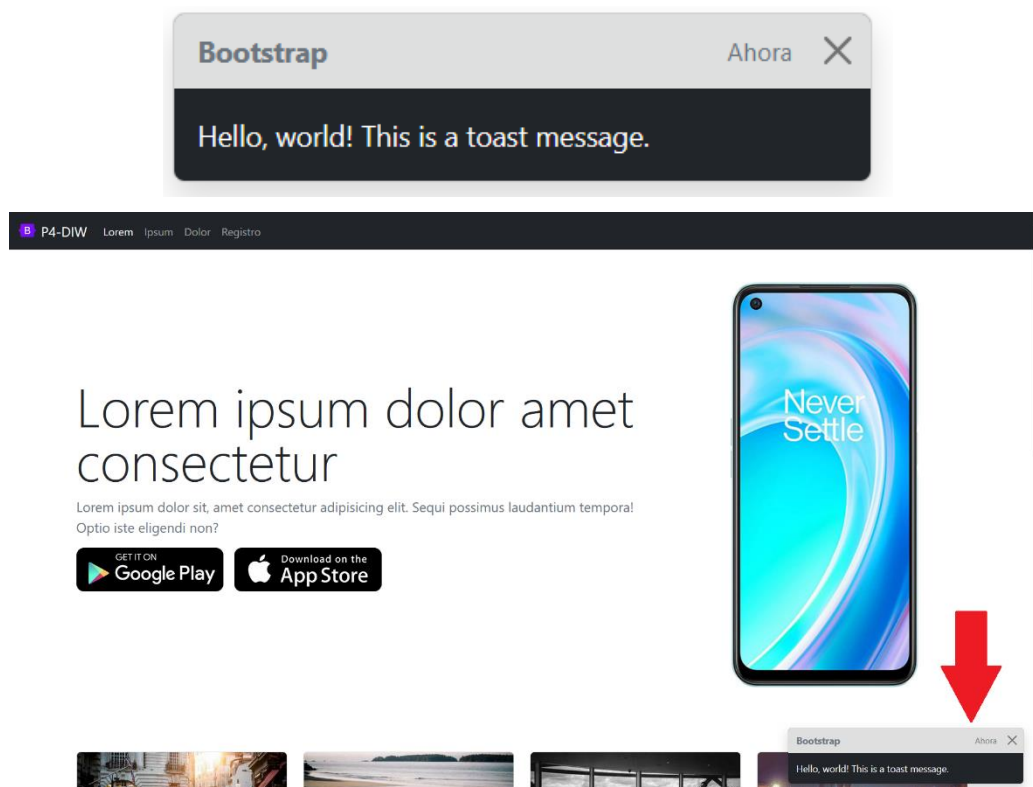 Bootstrap Ahora
Hello, world! This is a toast message.
B P4-DIW Lorem Ipsum Dolor Registro
Lorem ipsum dolor amet
consectetur
Lorem ipsum dolor sit, amet consectetur adipisicing elit. Sequi possimus laudantium tempora!
Optio iste eligendi non?
GET IT ON
Google Play
Download on the
App Store
Never
Settle
Bootstrap Ahora
Hello, world! This is a toast message.